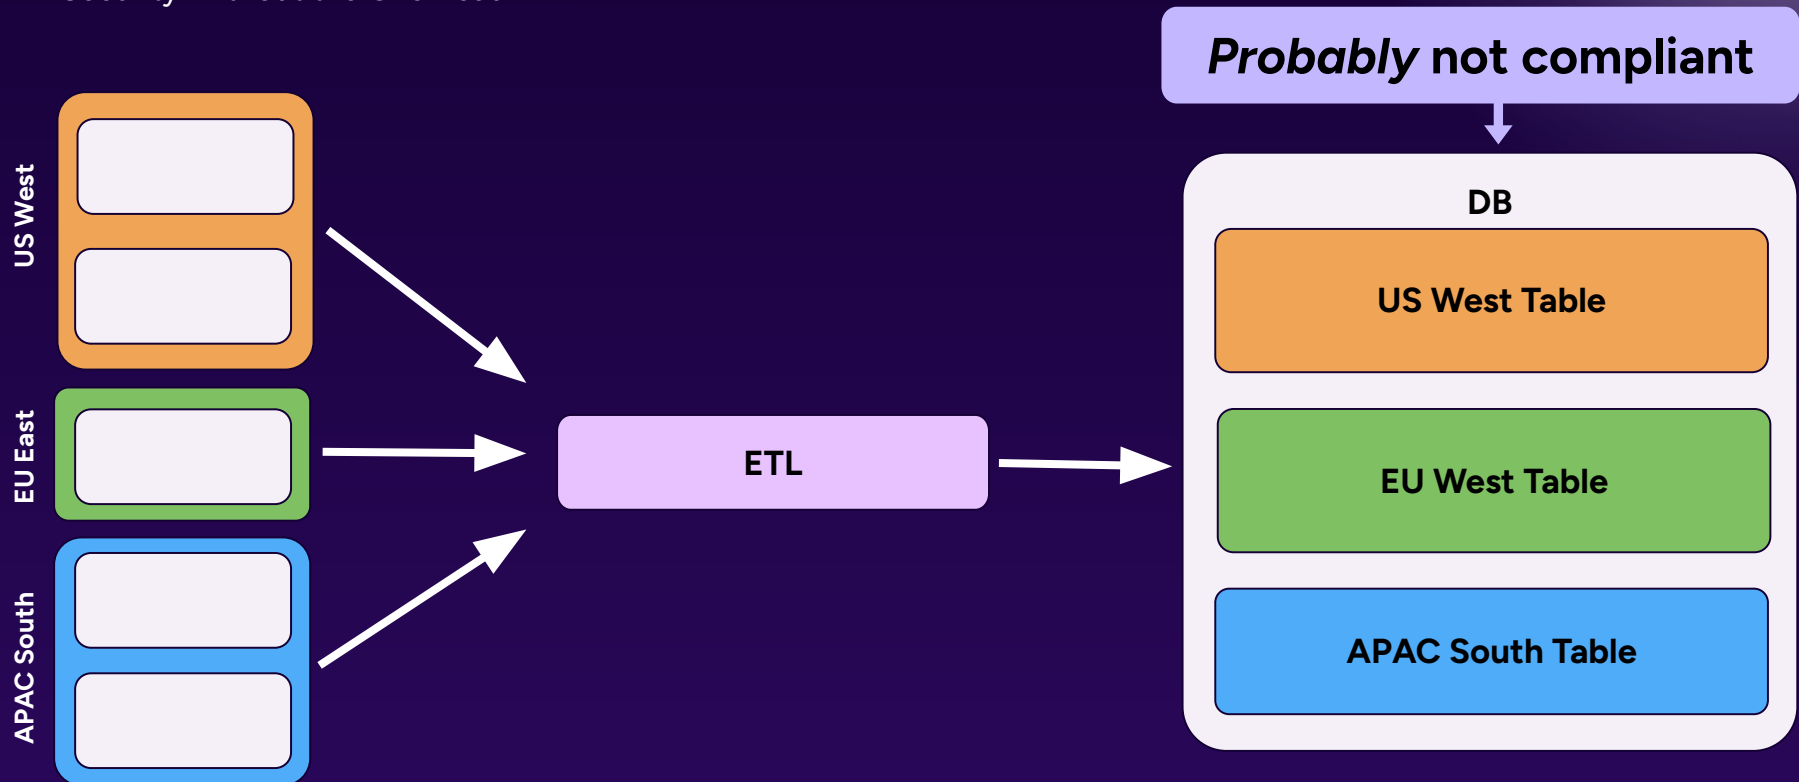 Probably not compliant
US West
DB
US West Table
EU East
ETL
EU West Table
APAC South
APAC South Table